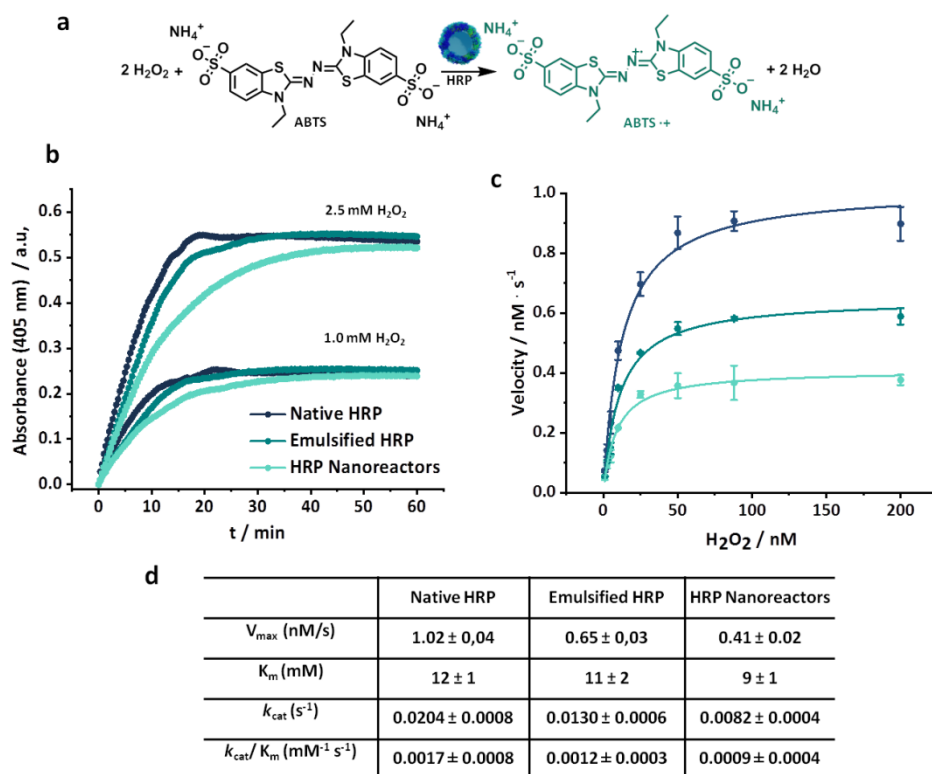 a
NH4+
O
S
O−
O
2 H2O2 +
S
N
N
N
N
S
N
O
S
O−
O
ABTS
NH4+
HRP
NH4+
O
S
O−
O
S
N
N
N
+·
S
N
O
S
O−
O
ABTS ·+
NH4+
+ 2 H2O
b
Absorbance (405 nm) / a.u,
0.6
0.5
0.4
0.3
0.2
0.1
0.0
2.5 mM H2O2
1.0 mM H2O2
Native HRP
Emulsified HRP
HRP Nanoreactors
0 10 20 30 40 50 60
t / min
c
Velocity / nM · s-1
1.0
0.8
0.6
0.4
0.2
0.0
0 50 100 150 200
H2O2 / nM
d
Native HRP Emulsified HRP HRP Nanoreactors
Vmax (nM/s) 1.02 ± 0,04 0.65 ± 0,03 0.41 ± 0.02
Km (mM) 12 ± 1 11 ± 2 9 ± 1
kcat (s-1) 0.0204 ± 0.0008 0.0130 ± 0.0006 0.0082 ± 0.0004
kcat/ Km (mM-1 s-1) 0.0017 ± 0.0008 0.0012 ± 0.0003 0.0009 ± 0.0004